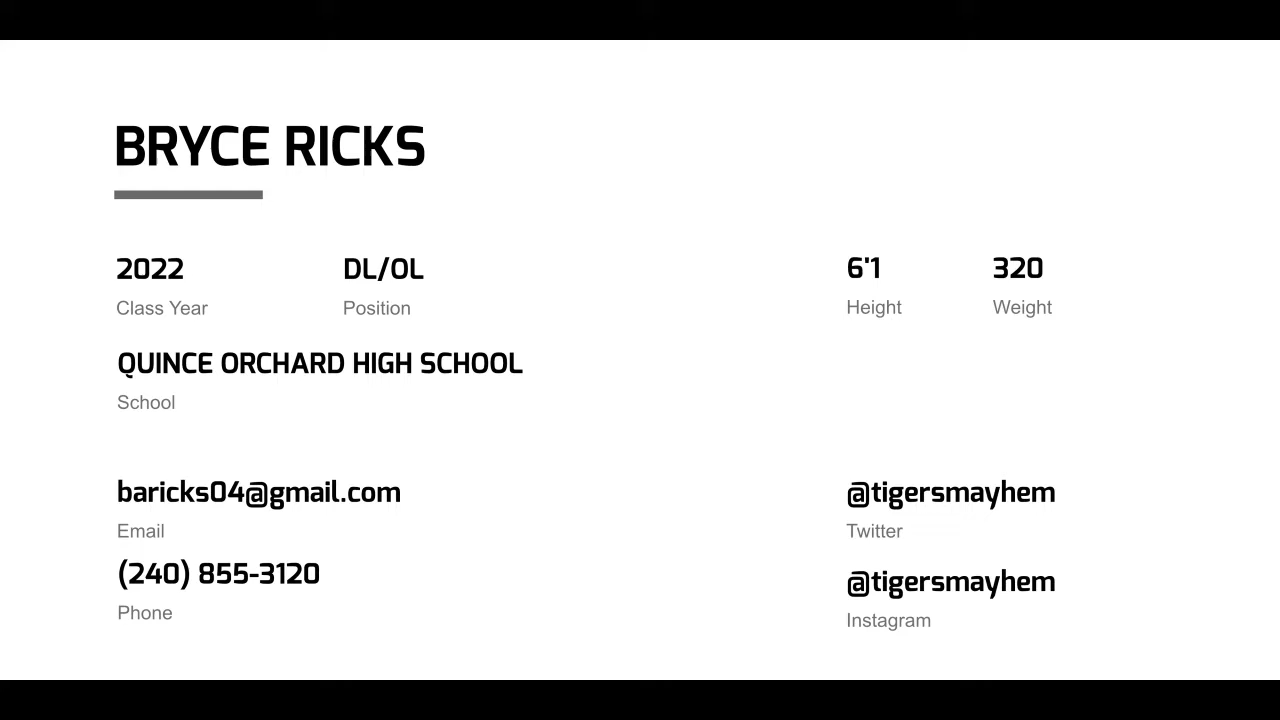 BRYCE RICKS
2022 DL/OL 6'1 320
Class Year Position Height Weight
QUINCE ORCHARD HIGH SCHOOL
School
baricks04@gmail.com @tigersmayhem
Email Twitter
(240) 855-3120 @tigersmayhem
Phone Instagram